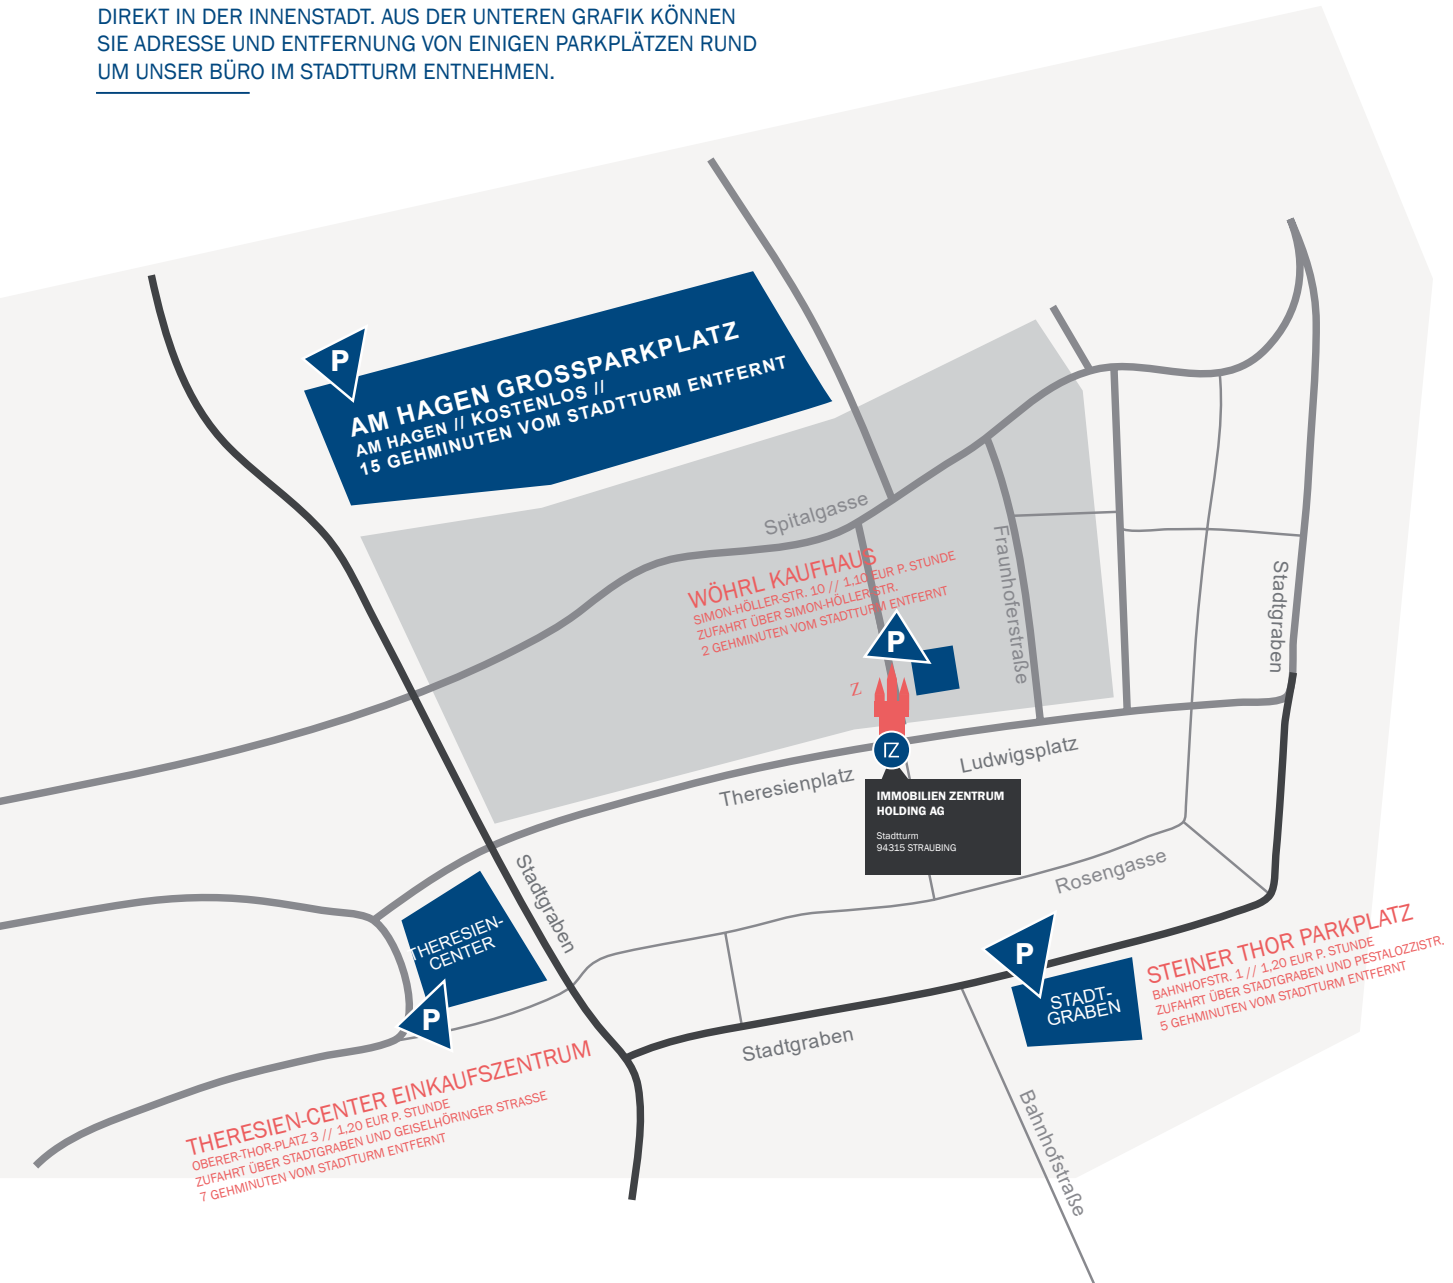 DIREKT IN DER INNENSTADT. AUS DER UNTEREN GRAFIK KÖNNEN
SIE ADRESSE UND ENTFERNUNG VON EINIGEN PARKPLÄTZEN RUND
UM UNSER BÜRO IM STADTTURM ENTNEHMEN.
P
AM HAGEN GROSSPARKPLATZ
AM HAGEN // KOSTENLOS //
15 GEHMINUTEN VOM STADTTURM ENTFERNT
Spitalgasse
Fraunhoferstraße
Stadtgraben
WÖHRL KAUFHAUS
SIMON-HÖLLER-STR. 10 // 1,10 EUR P. STUNDE
ZUFAHRT ÜBER SIMON-HÖLLER-STR.
2 GEHMINUTEN VOM STADTTURM ENTFERNT
P
Z
IZ
Theresienplatz
Ludwigsplatz
IMMOBILIEN ZENTRUM
HOLDING AG
Stadtturm
94315 STRAUBING
Rosengasse
Stadtgraben
THERESIEN-
CENTER
P
P
STADT-
GRABEN
STEINER THOR PARKPLATZ
BAHNHOFSTR. 1 // 1,20 EUR P. STUNDE
ZUFAHRT ÜBER STADTGRABEN UND PESTALOZZISTR.
5 GEHMINUTEN VOM STADTTURM ENTFERNT
Stadtgraben
THERESIEN-CENTER EINKAUFSZENTRUM
OBERER-THOR-PLATZ 3 // 1,20 EUR P. STUNDE
ZUFAHRT ÜBER STADTGRABEN UND GEISELHÖRINGER STRASSE
7 GEHMINUTEN VOM STADTTURM ENTFERNT
Bahnhofstraße